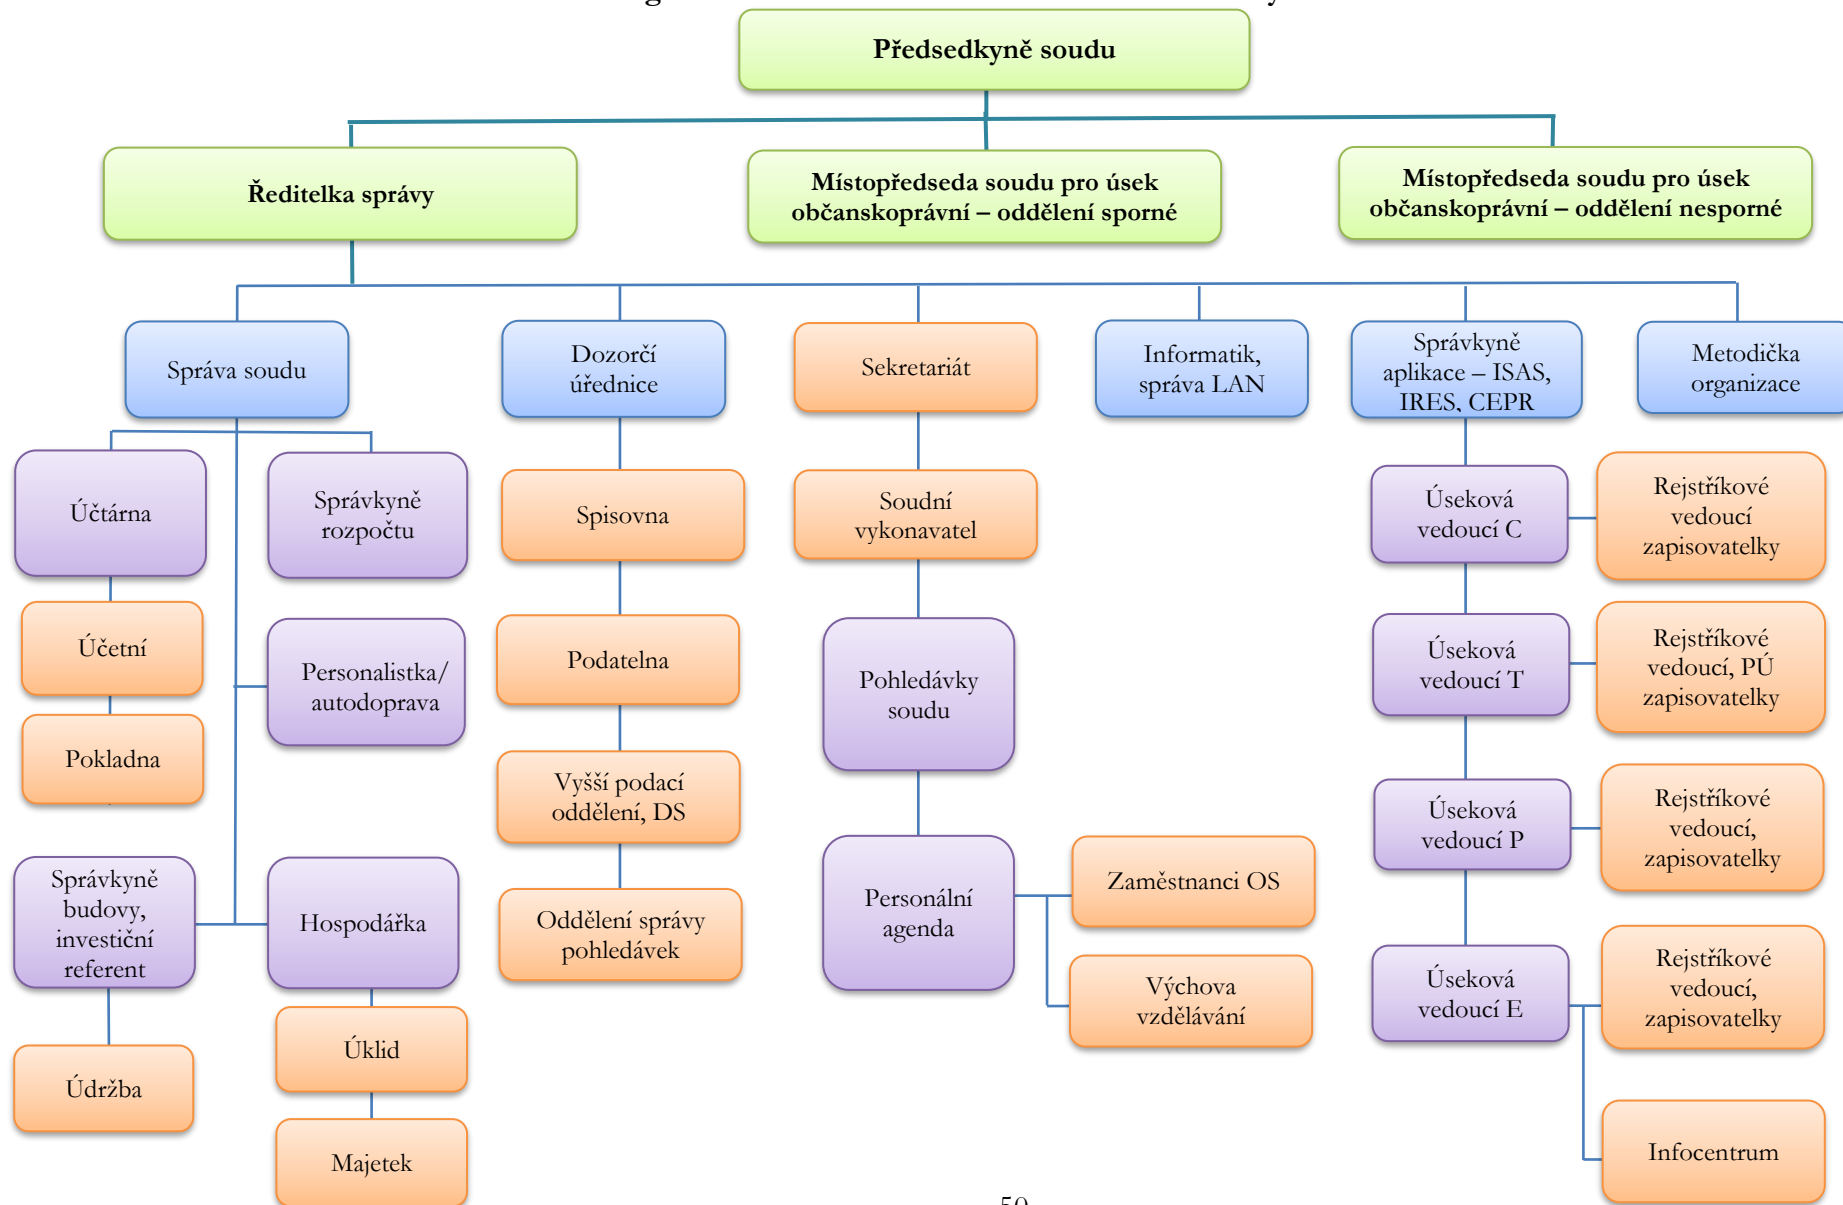 Předsedkyně soudu
Ředitelka správy
Místopředseda soudu pro úsek
občanskoprávní – oddělení sporné
Místopředseda soudu pro úsek
občanskoprávní – oddělení nesporné
Správa soudu
Dozorčí
úřednice
Sekretariát
Informatik,
správa LAN
Správkyně
aplikace – ISAS,
IRES, CEPR
Metodička
organizace
Účtárna
Správkyně
rozpočtu
Spisovna
Soudní
vykonavatel
Úseková
vedoucí C
Rejstříkové
vedoucí
zapisovatelky
Účetní
Personalistka/
autodoprava
Podatelna
Pohledávky
soudu
Úseková
vedoucí T
Rejstříkové
vedoucí, PÚ
zapisovatelky
Pokladna
Vyšší podací
oddělení, DS
Úseková
vedoucí P
Rejstříkové
vedoucí,
zapisovatelky
Správkyně
budovy,
investiční
referent
Hospodářka
Oddělení správy
pohledávek
Personální
agenda
Zaměstnanci OS
Výchova
vzdělávání
Úseková
vedoucí E
Rejstříkové
vedoucí,
zapisovatelky
Údržba
Úklid
Majetek
Infocentrum
50